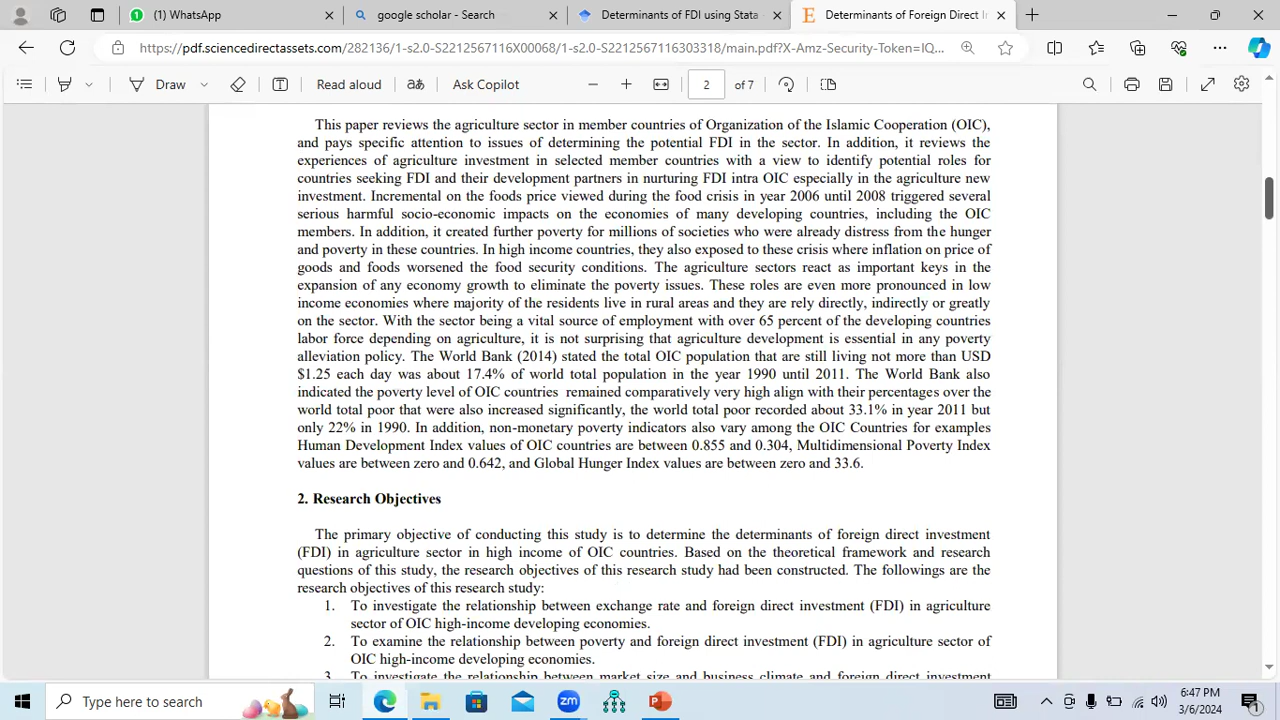 (1) WhatsApp
google scholar - Search
Determinants of FDI using Stata -
Determinants of Foreign Direct I
https://pdf.sciencedirectassets.com/282136/1-s2.0-S2212567116X00067/1-s2.0-S2212567116303318/main.pdf?X-Amz-Security-Token=IQ...
Draw
Read aloud
aあ
Ask Copilot
2
of 7
This paper reviews the agriculture sector in member countries of Organization of the Islamic Cooperation (OIC),
and pays specific attention to issues of determining the potential FDI in the sector. In addition, it reviews the
experiences of agriculture investment in selected member countries with a view to identify potential roles for
countries seeking FDI and their development partners in nurturing FDI intra OIC especially in the agriculture new
investment. Incremental on the foods price viewed during the food crisis in year 2006 until 2008 triggered several
serious harmful socio-economic impacts on the economies of many developing countries, including the OIC
members. In addition, it created further poverty for millions of societies who were already distress from the hunger
and poverty in these countries. In high income countries, they also exposed to these crisis where inflation on price of
goods and foods worsened the food security conditions. The agriculture sectors react as important keys in the
expansion of any economy growth to eliminate the poverty issues. These roles are even more pronounced in low
income economies where majority of the residents live in rural areas and they are rely directly, indirectly or greatly
on the sector. With the sector being a vital source of employment with over 65 percent of the developing countries
labor force depending on agriculture, it is not surprising that agriculture development is essential in any poverty
alleviation policy. The World Bank (2014) stated the total OIC population that are still living not more than USD
$1.25 each day was about 17.4% of world total population in the year 1990 until 2011. The World Bank also
indicated the poverty level of OIC countries remained comparatively very high align with their percentages over the
world total poor that were also increased significantly, the world total poor recorded about 33.1% in year 2011 but
only 22% in 1990. In addition, non-monetary poverty indicators also vary among the OIC Countries for examples
Human Development Index values of OIC countries are between 0.855 and 0.304, Multidimensional Poverty Index
values are between zero and 0.642, and Global Hunger Index values are between zero and 33.6.
2. Research Objectives
The primary objective of conducting this study is to determine the determinants of foreign direct investment
(FDI) in agriculture sector in high income of OIC countries. Based on the theoretical framework and research
questions of this study, the research objectives of this research study had been constructed. The followings are the
research objectives of this research study:
1. To investigate the relationship between exchange rate and foreign direct investment (FDI) in agriculture
sector of OIC high-income developing economies.
2. To examine the relationship between poverty and foreign direct investment (FDI) in agriculture sector of
OIC high-income developing economies.
3. To investigate the relationship between market size and business climate and foreign direct investment
Type here to search
zm
6:47 PM
3/6/2024